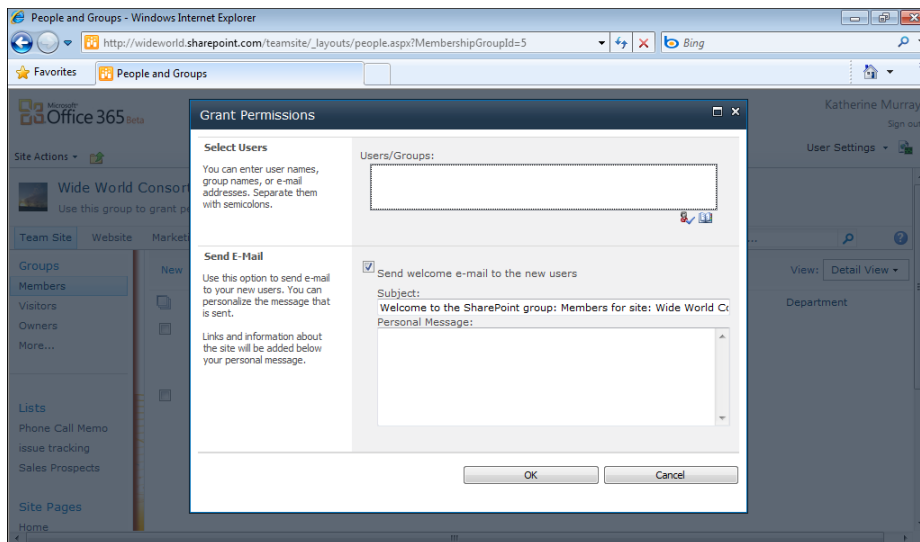 People and Groups - Windows Internet Explorer
http://wideworld.sharepoint.com/teamsite/_layouts/people.aspx?MembershipGroupId=5
Bing
Favorites
People and Groups
Microsoft
Office 365 Beta
Katherine Murray
Sign out
Site Actions
User Settings
Wide World Consort
Use this group to grant pe
Team Site Website Marketi
...
Groups
Members
Visitors
Owners
More...
New
View: Detail View
Department
Lists
Phone Call Memo
issue tracking
Sales Prospects
Site Pages
Home
Grant Permissions
Select Users
You can enter user names,
group names, or e-mail
addresses. Separate them
with semicolons.
Users/Groups:
Send E-Mail
Use this option to send e-mail
to your new users. You can
personalize the message that
is sent.
Links and information about
the site will be added below
your personal message.
Send welcome e-mail to the new users
Subject:
Welcome to the SharePoint group: Members for site: Wide World Co
Personal Message:
OK Cancel